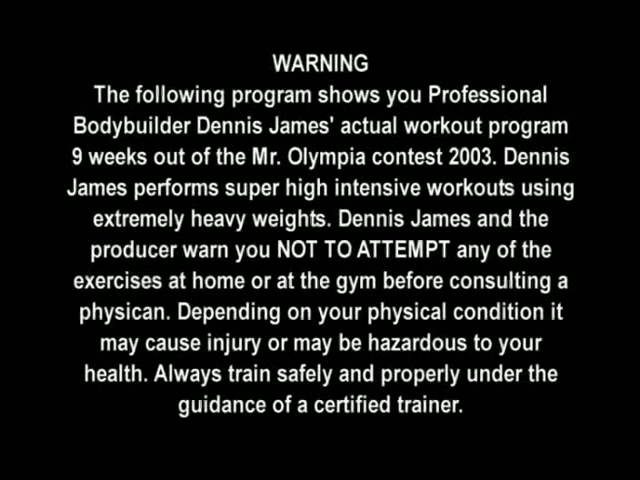 WARNING
The following program shows you Professional
Bodybuilder Dennis James' actual workout program
9 weeks out of the Mr. Olympia contest 2003. Dennis
James performs super high intensive workouts using
extremely heavy weights. Dennis James and the
producer warn you NOT TO ATTEMPT any of the
exercises at home or at the gym before consulting a
physican. Depending on your physical condition it
may cause injury or may be hazardous to your
health. Always train safely and properly under the
guidance of a certified trainer.